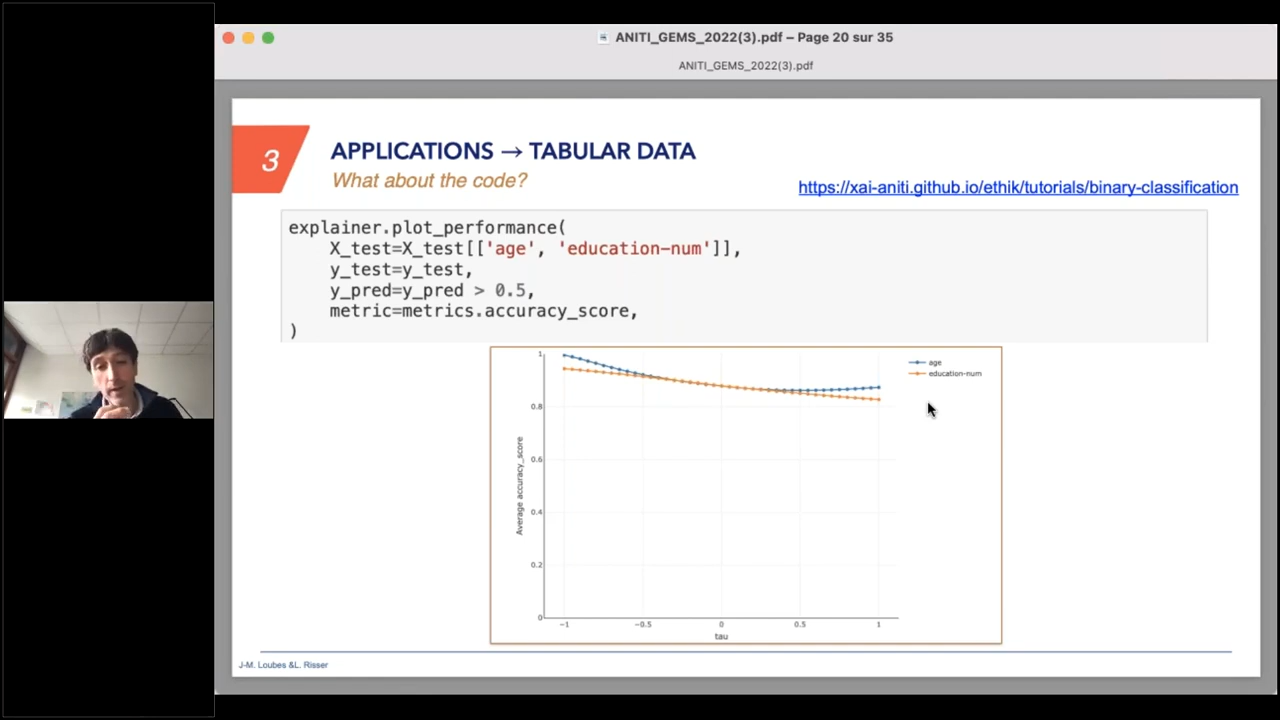 ANITI_GEMS_2022(3).pdf – Page 20 sur 35
ANITI_GEMS_2022(3).pdf
3
APPLICATIONS → TABULAR DATA
What about the code?
https://xai-aniti.github.io/ethik/tutorials/binary-classification
explainer.plot_performance(
    X_test=X_test[['age', 'education-num']],
    y_test=y_test,
    y_pred=y_pred > 0.5,
    metric=metrics.accuracy_score,
)
1
0.8
0.6
0.4
0.2
0
Average accuracy_score
−1
−0.5
0
0.5
1
tau
age
education-num
J-M. Loubes &L. Risser